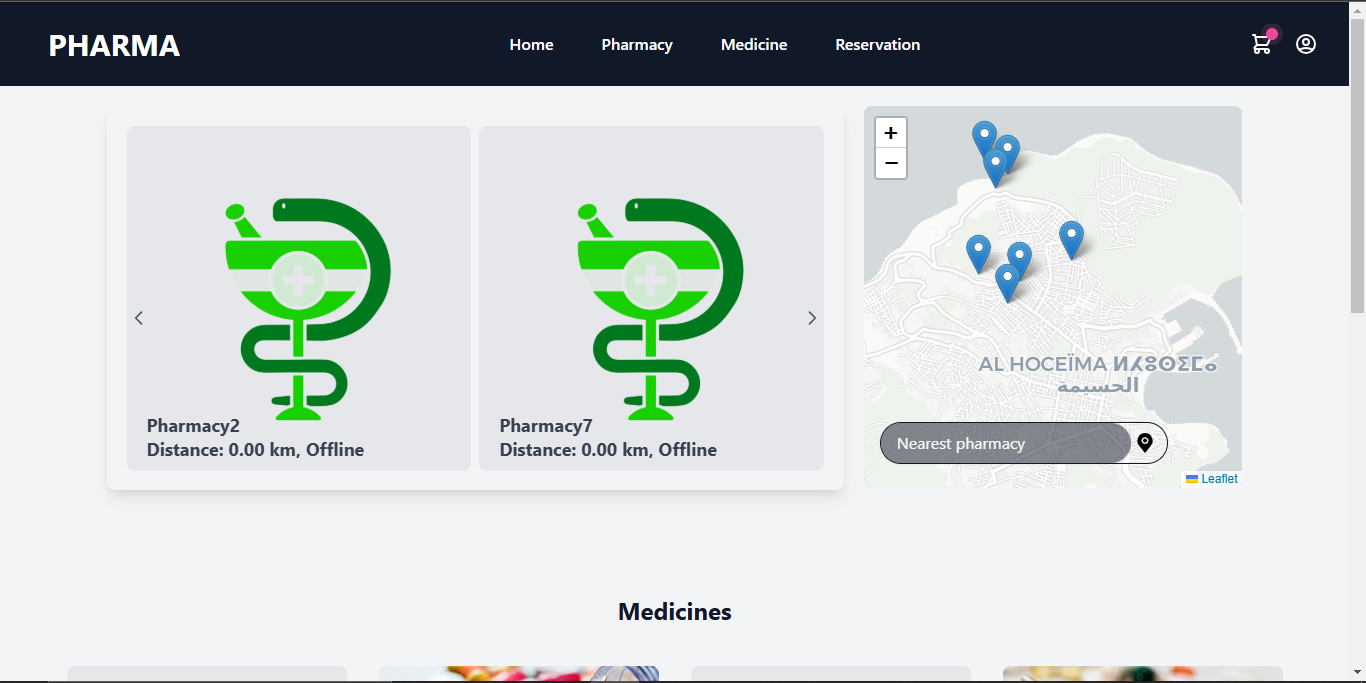 PHARMA
Home
Pharmacy
Medicine
Reservation
+
−
Pharmacy2
Distance: 0.00 km, Offline
Pharmacy7
Distance: 0.00 km, Offline
AL HOCEÏMA ⵍⵃⵓⵙⵉⵎⴰ
الحسيمة
Nearest pharmacy
Leaflet
Medicines